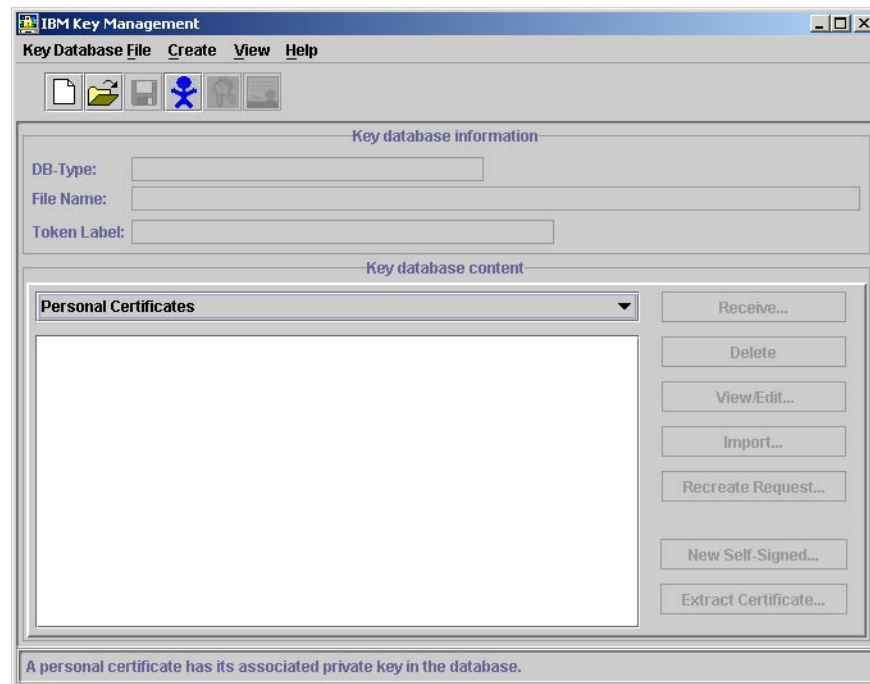 IBM Key Management
Key Database File Create View Help
Key database information
DB-Type:
File Name:
Token Label:
Key database content
Personal Certificates
Receive...
Delete
View/Edit...
Import...
Recreate Request...
New Self-Signed...
Extract Certificate...
A personal certificate has its associated private key in the database.